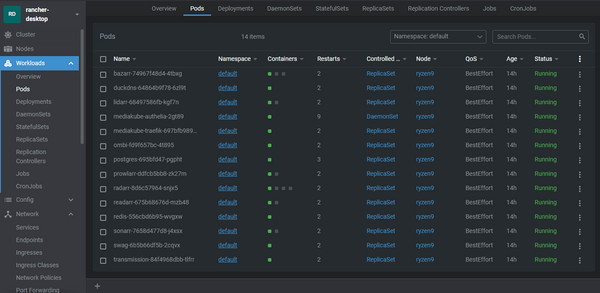 RD
rancher-desktop
Cluster
Nodes
Workloads
Overview
Pods
Deployments
DaemonSets
StatefulSets
ReplicaSets
Replication Controllers
Jobs
CronJobs
Config
Network
Services
Endpoints
Ingresses
Ingress Classes
Network Policies
Port Forwarding
Overview Pods Deployments DaemonSets StatefulSets ReplicaSets Replication Controllers Jobs CronJobs
Pods 14 items Namespace: default Search Pods...
Name Namespace Containers Restarts Controlled ... Node QoS Age Status
bazarr-74967f48d4-4tbxg default 2 ReplicaSet ryzen9 BestEffort 14h Running
duckdns-64864b9f78-6zl9t default 2 ReplicaSet ryzen9 BestEffort 14h Running
lidarr-68497586fb-kgf7n default 2 ReplicaSet ryzen9 BestEffort 14h Running
mediakube-authelia-2gt89 default 9 DaemonSet ryzen9 BestEffort 14h Running
mediakube-traefik-697bfb989... default 2 ReplicaSet ryzen9 BestEffort 14h Running
ombi-fd9f657bc-4t895 default 2 ReplicaSet ryzen9 BestEffort 14h Running
postgres-695bfd47-pgpht default 3 ReplicaSet ryzen9 BestEffort 14h Running
prowlarr-ddfcb5bb8-zk27m default 2 ReplicaSet ryzen9 BestEffort 14h Running
radarr-8d6bc57964-snjx5 default 2 ReplicaSet ryzen9 BestEffort 14h Running
readarr-675b68676d-mzb48 default 2 ReplicaSet ryzen9 BestEffort 14h Running
redis-556cbd6b95-wvgxw default 2 ReplicaSet ryzen9 BestEffort 14h Running
sonarr-7658d477d8-j4xsx default 2 ReplicaSet ryzen9 BestEffort 14h Running
swag-6b5b66df5b-2cqvx default 2 ReplicaSet ryzen9 BestEffort 14h Running
transmission-84f4968dbb-tlfrr default 2 ReplicaSet ryzen9 BestEffort 14h Running